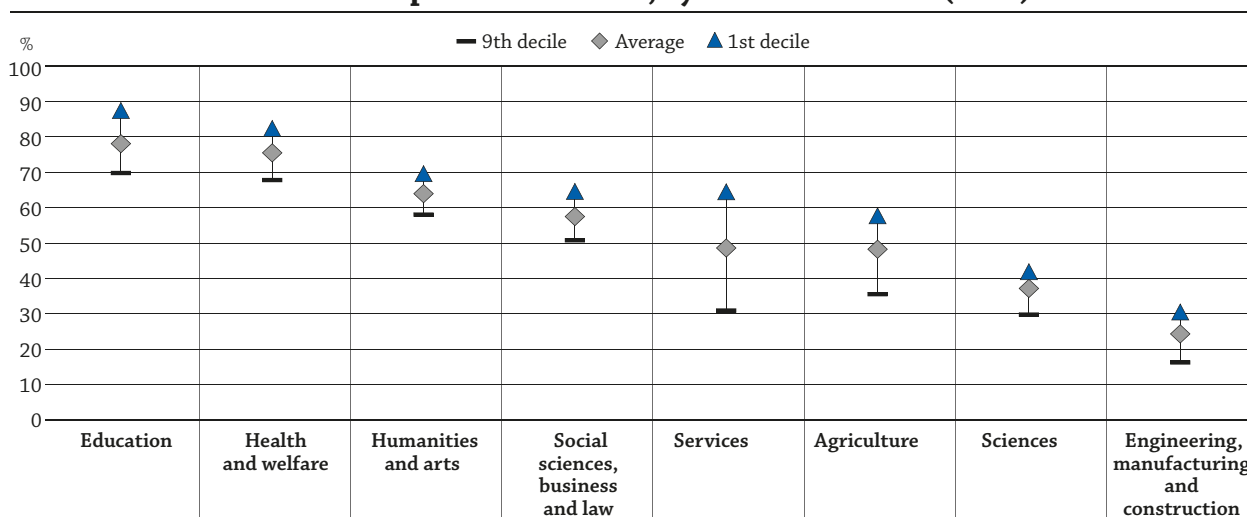 %
9th decile Average 1st decile
100
90
80
70
60
50
40
30
20
10
0
Education
Health
and welfare
Humanities
and arts
Social
sciences,
business
and law
Services
Agriculture
Sciences
Engineering,
manufacturing
and
construction